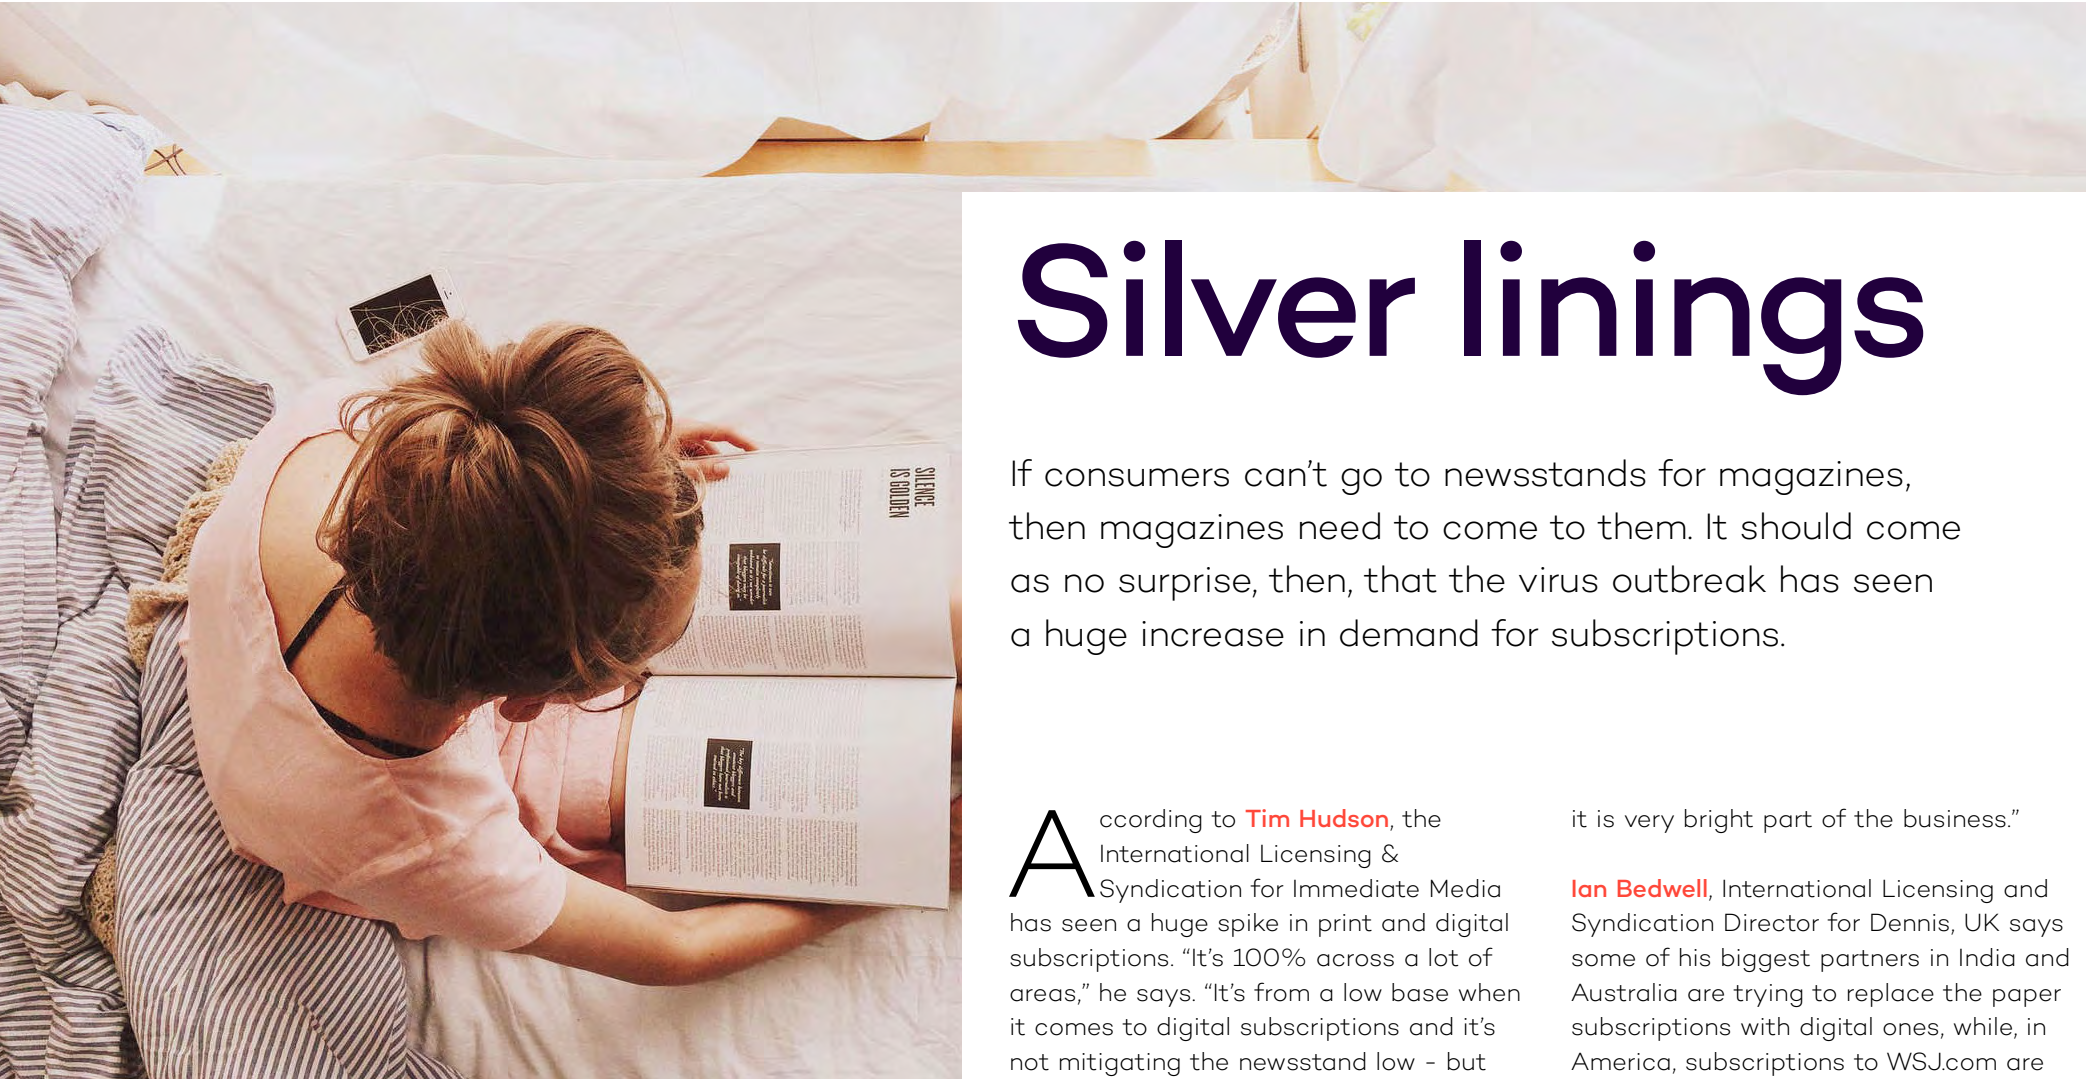 Silver linings
If consumers can’t go to newsstands for magazines,
then magazines need to come to them. It should come
as no surprise, then, that the virus outbreak has seen
a huge increase in demand for subscriptions.
According to Tim Hudson, the
International Licensing &
Syndication for Immediate Media
has seen a huge spike in print and digital
subscriptions. “It’s 100% across a lot of
areas,” he says. “It’s from a low base when
it comes to digital subscriptions and it’s
not mitigating the newsstand low - but
it is very bright part of the business.”
Ian Bedwell, International Licensing and
Syndication Director for Dennis, UK says
some of his biggest partners in India and
Australia are trying to replace the paper
subscriptions with digital ones, while, in
America, subscriptions to WSJ.com are
SILENCE
IS GOLDEN